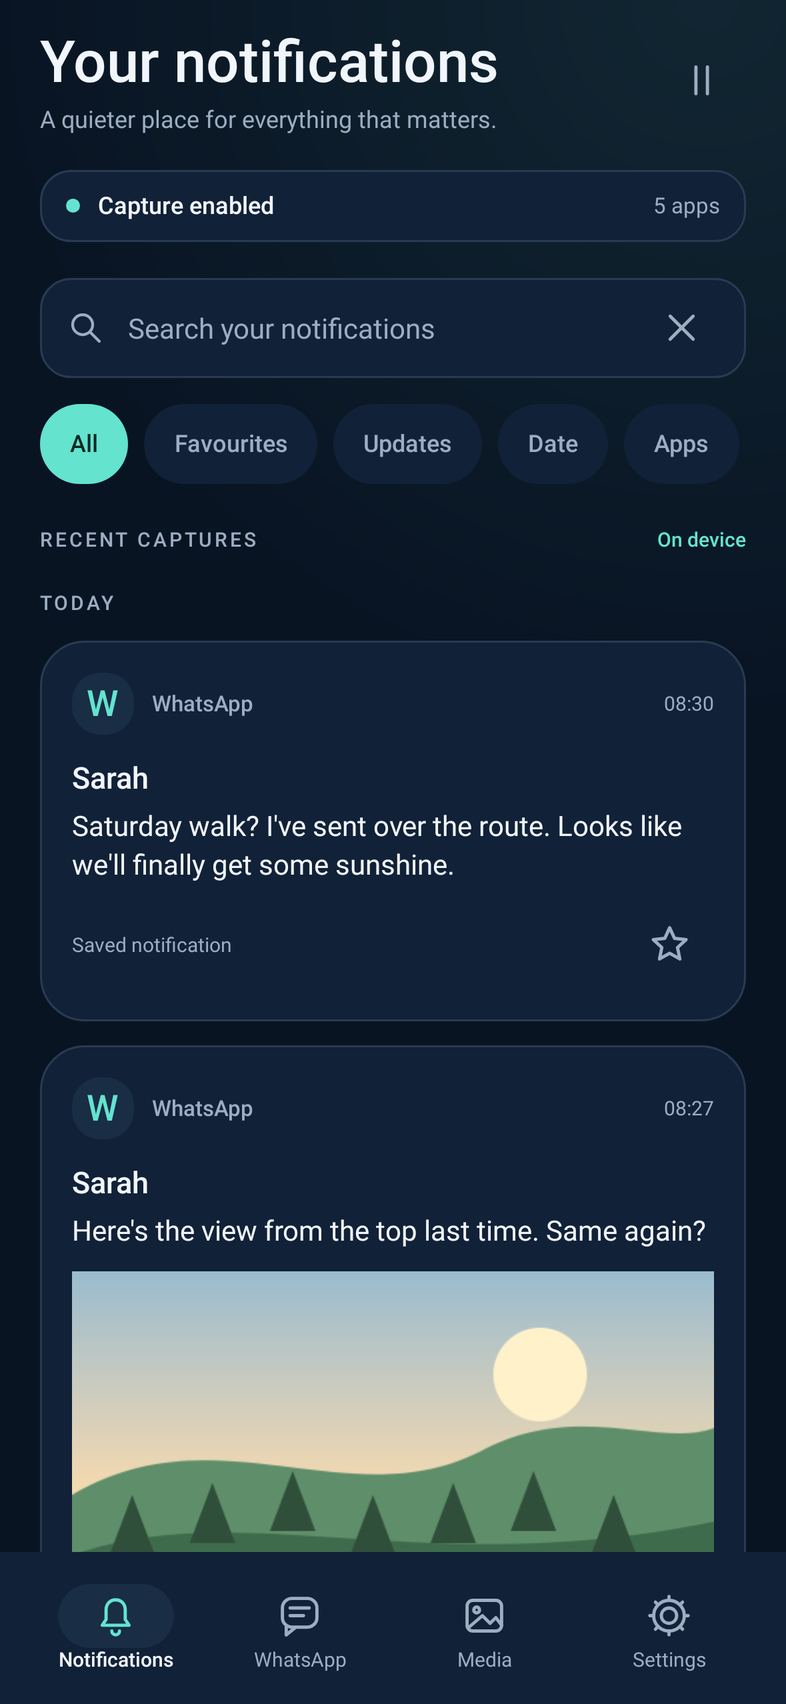 Your notifications
A quieter place for everything that matters.
Capture enabled
5 apps
Search your notifications
All
Favourites
Updates
Date
Apps
RECENT CAPTURES
On device
TODAY
W
WhatsApp
08:30
Sarah
Saturday walk? I've sent over the route. Looks like
we'll finally get some sunshine.
Saved notification
W
WhatsApp
08:27
Sarah
Here's the view from the top last time. Same again?
Notifications
WhatsApp
Media
Settings